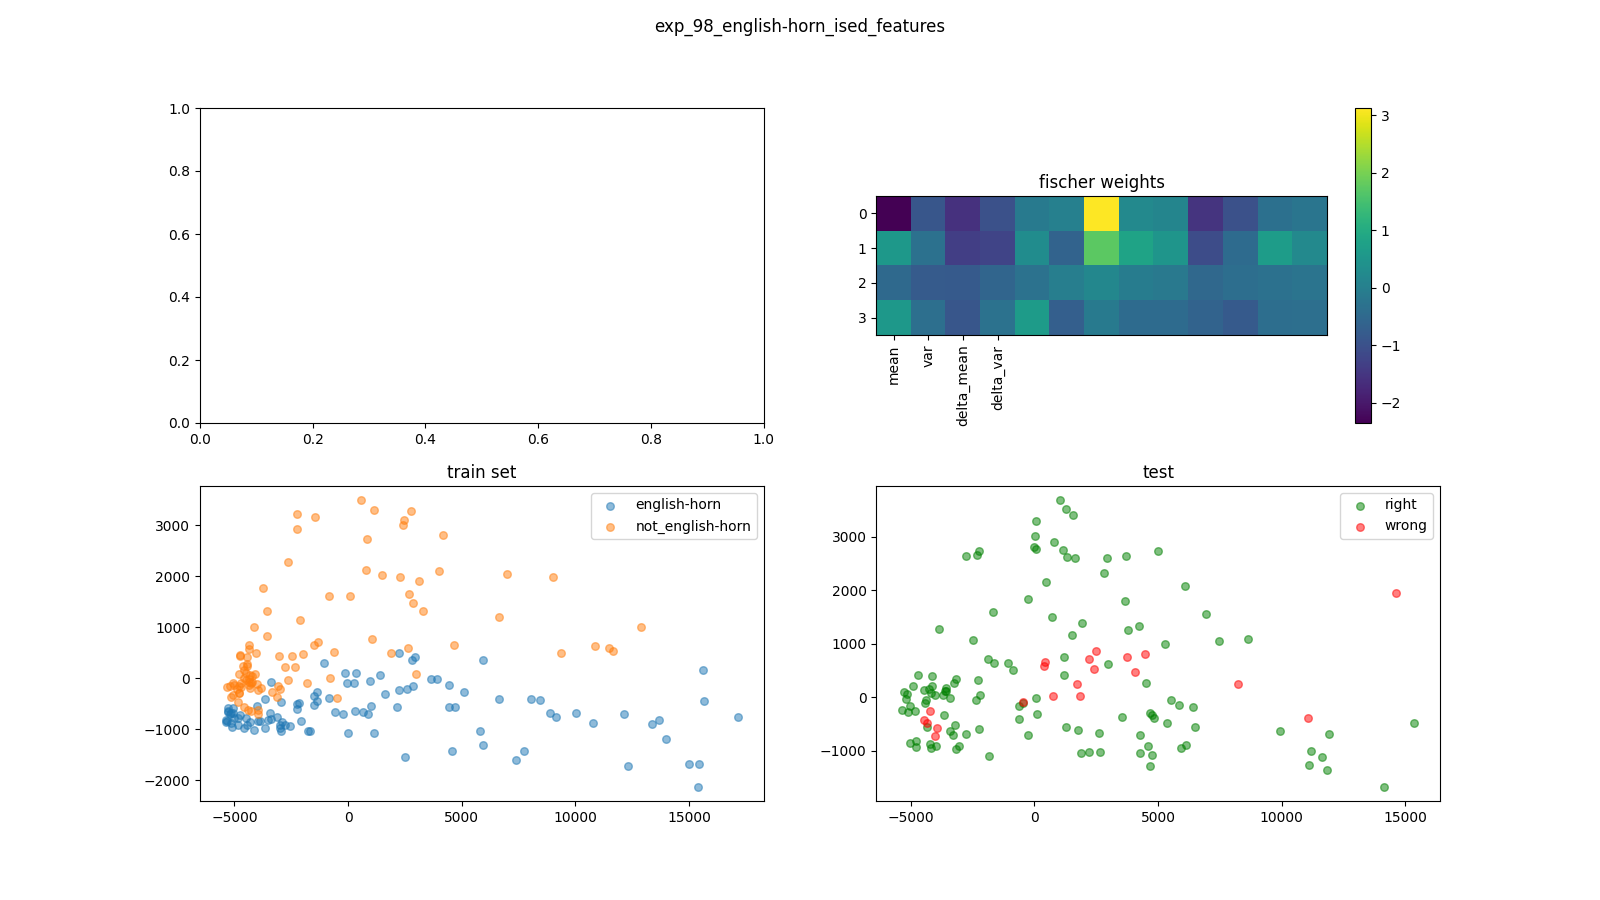 exp_98_english-horn_ised_features
1.0
0.8
0.6
0.4
0.2
0.0
0.0 0.2 0.4 0.6 0.8 1.0
fischer weights
0
1
2
3
mean var delta_mean delta_var
3
2
1
0
−1
−2
train set
english-horn
not_english-horn
3000
2000
1000
0
−1000
−2000
−5000 0 5000 10000 15000
test
right
wrong
3000
2000
1000
0
−1000
−5000 0 5000 10000 15000